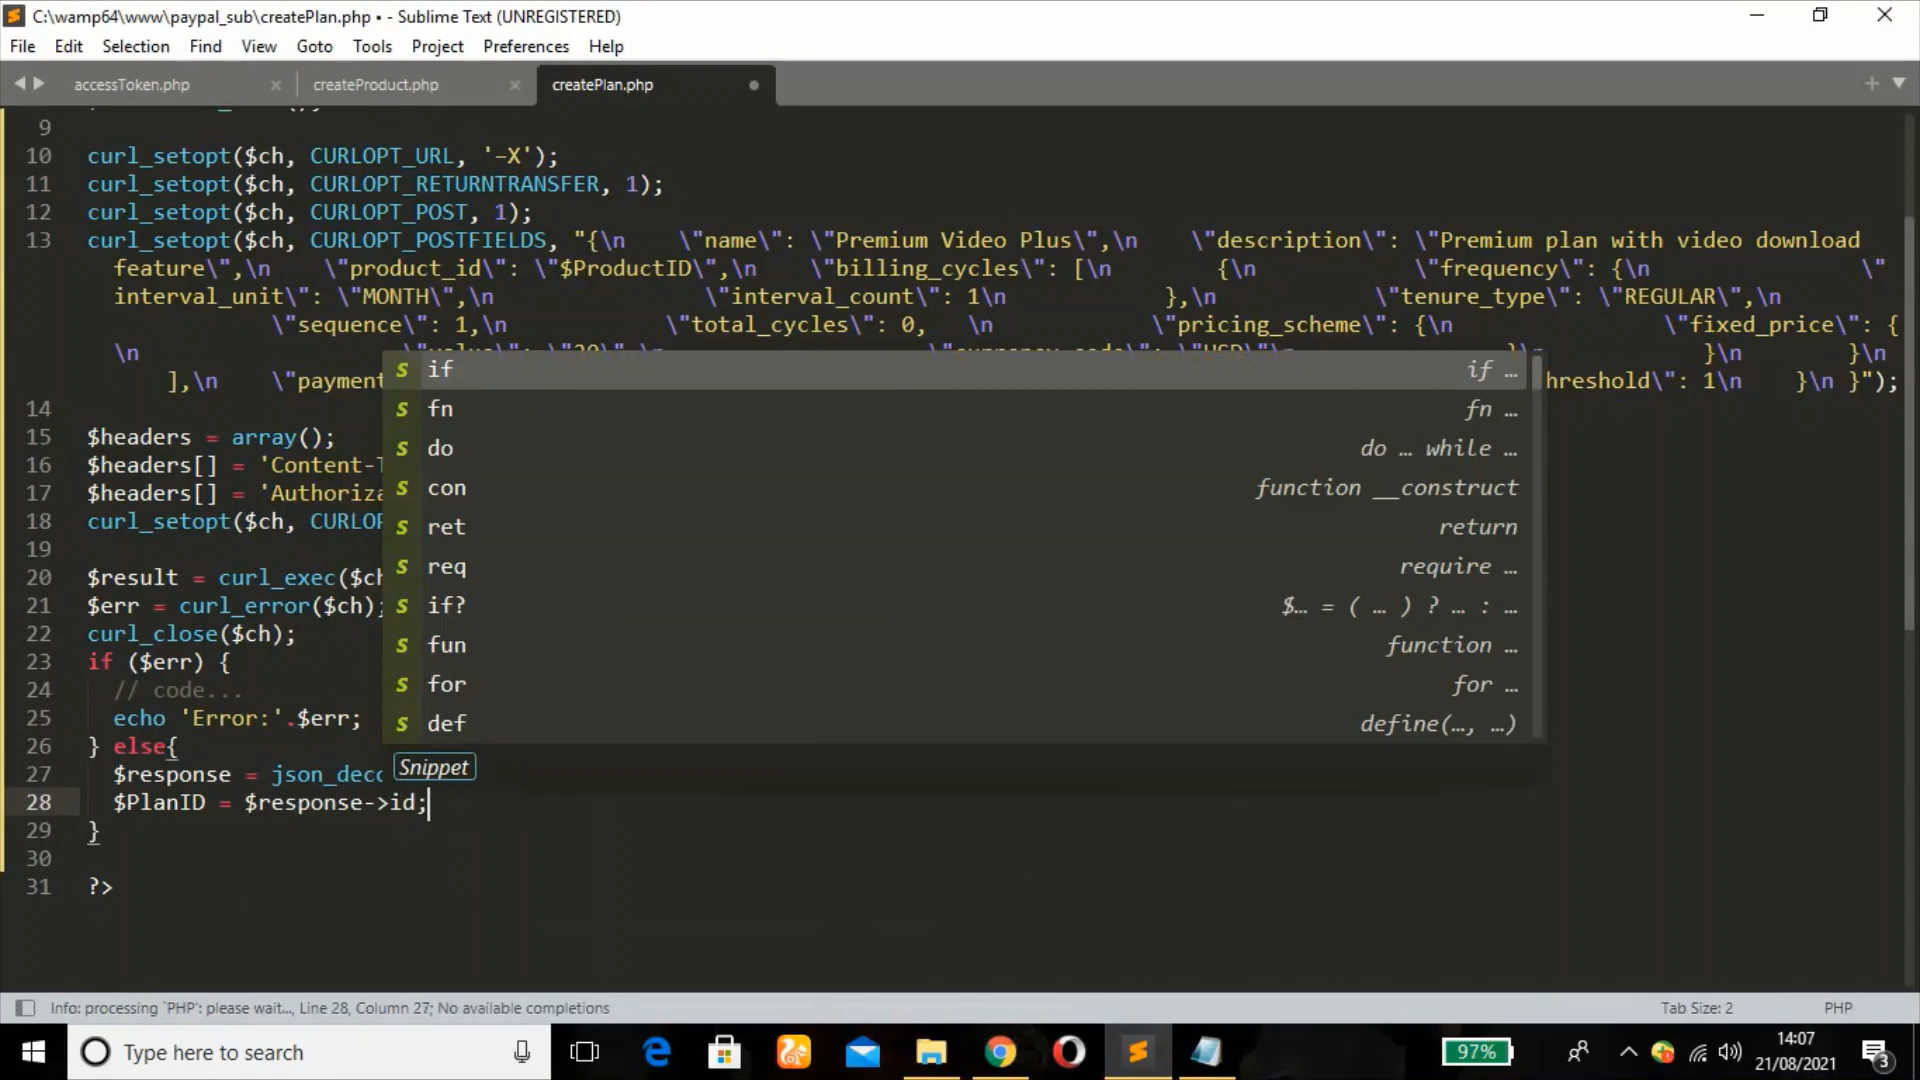 C:\wamp64\www\paypal_sub\createPlan.php • - Sublime Text (UNREGISTERED)
File Edit Selection Find View Goto Tools Project Preferences Help
accessToken.php createProduct.php createPlan.php
9
10 curl_setopt($ch, CURLOPT_URL, '-X');
11 curl_setopt($ch, CURLOPT_RETURNTRANSFER, 1);
12 curl_setopt($ch, CURLOPT_POST, 1);
13 curl_setopt($ch, CURLOPT_POSTFIELDS, "{\n \"name\": \"Premium Video Plus\",\n \"description\": \"Premium plan with video download
feature\",\n \"product_id\": \"$ProductID\",\n \"billing_cycles\": [\n {\n \"frequency\": {\n \"
interval_unit\": \"MONTH\",\n \"interval_count\": 1\n },\n \"tenure_type\": \"REGULAR\",\n
\"sequence\": 1,\n \"total_cycles\": 0, \n \"pricing_scheme\": {\n \"fixed_price\": {
\n }\n }\n }\n
],\n \"payment hreshold\": 1\n }\n }");
14
15 $headers = array();
16 $headers[] = 'Content-T
17 $headers[] = 'Authoriza
18 curl_setopt($ch, CURLOP
19
20 $result = curl_exec($ch
21 $err = curl_error($ch);
22 curl_close($ch);
23 if ($err) {
24 // code...
25 echo 'Error:'.$err;
26 } else{
27 $response = json_deco
28 $PlanID = $response->id;
29 }
30
31 ?>
s if if …
s fn fn …
s do do … while …
s con function __construct
s ret return
s req require …
s if? $… = ( … ) ? … : …
s fun function …
s for for …
s def define(…, …)
Snippet
Info: processing `PHP': please wait…, Line 28, Column 27; No available completions Tab Size: 2 PHP
Type here to search
97%
14:07
21/08/2021
3